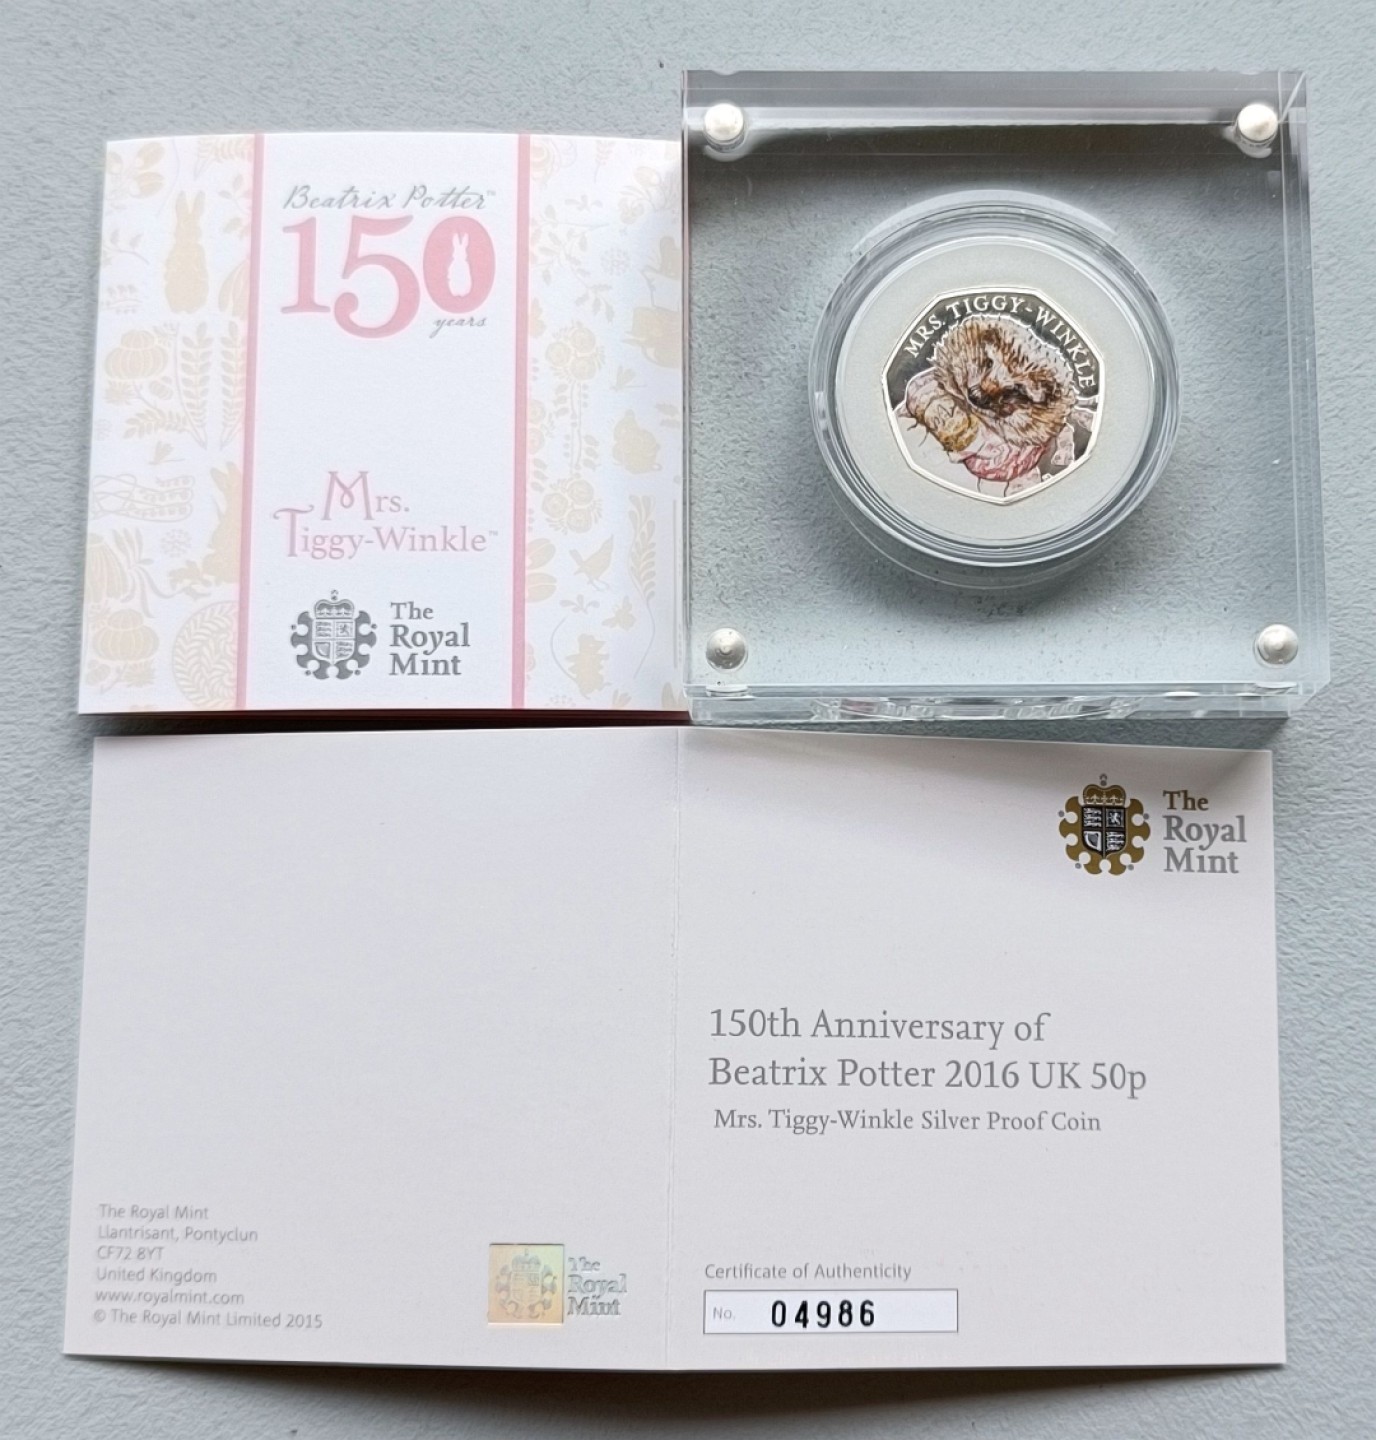 Beatrix Potter™
150
years
Mrs.
Tiggy-Winkle™
The
Royal
Mint
MRS. TIGGY-WINKLE
The
Royal
Mint
150th Anniversary of
Beatrix Potter 2016 UK 50p
Mrs. Tiggy-Winkle Silver Proof Coin
The Royal Mint
Llantrisant, Pontyclun
CF72 8YT
United Kingdom
www.royalmint.com
© The Royal Mint Limited 2015
The
Royal
Mint
Certificate of Authenticity
No. 04986